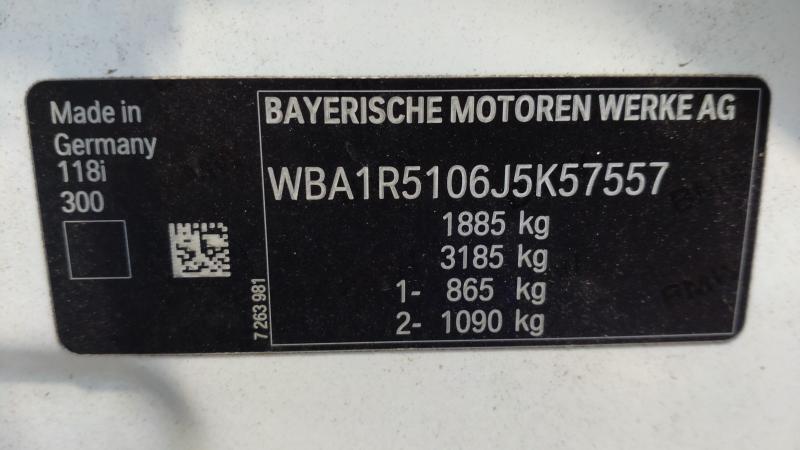 Made in
Germany
118i
300
7 263 981
BAYERISCHE MOTOREN WERKE AG
WBA1R5106J5K57557
1885 kg
3185 kg
1- 865 kg
2- 1090 kg